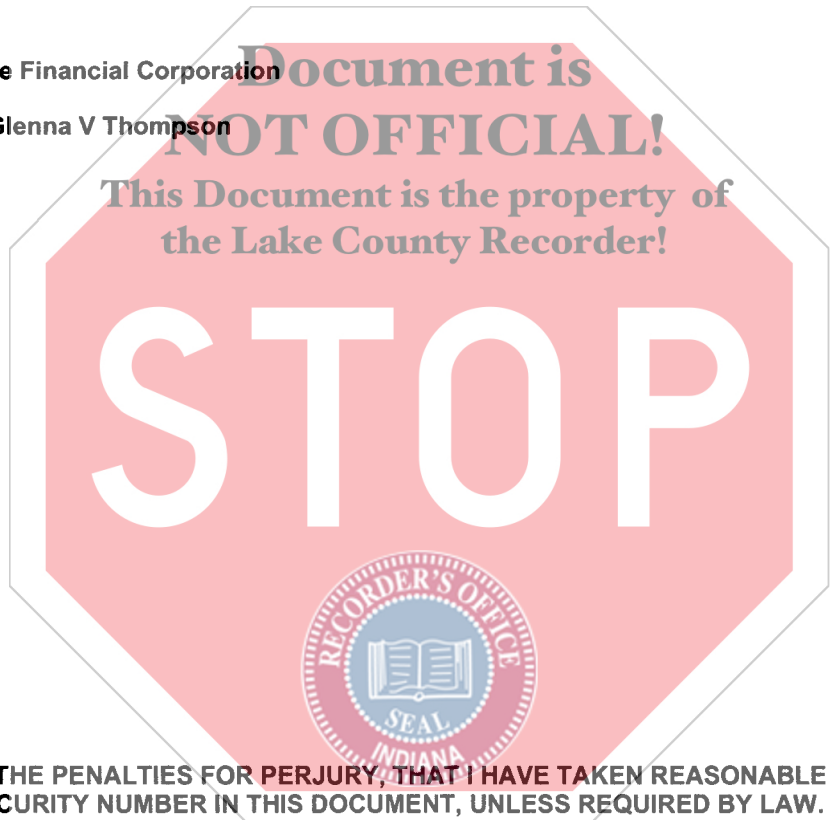 e Financial Corporation
Document is
Glenna V Thompson
NOT OFFICIAL!
This Document is the property of
the Lake County Recorder!
STOP
RECORDER'S OFFICE
SEAL
INDIANA
THE PENALTIES FOR PERJURY, THAT I HAVE TAKEN REASONABLE
CURITY NUMBER IN THIS DOCUMENT, UNLESS REQUIRED BY LAW.